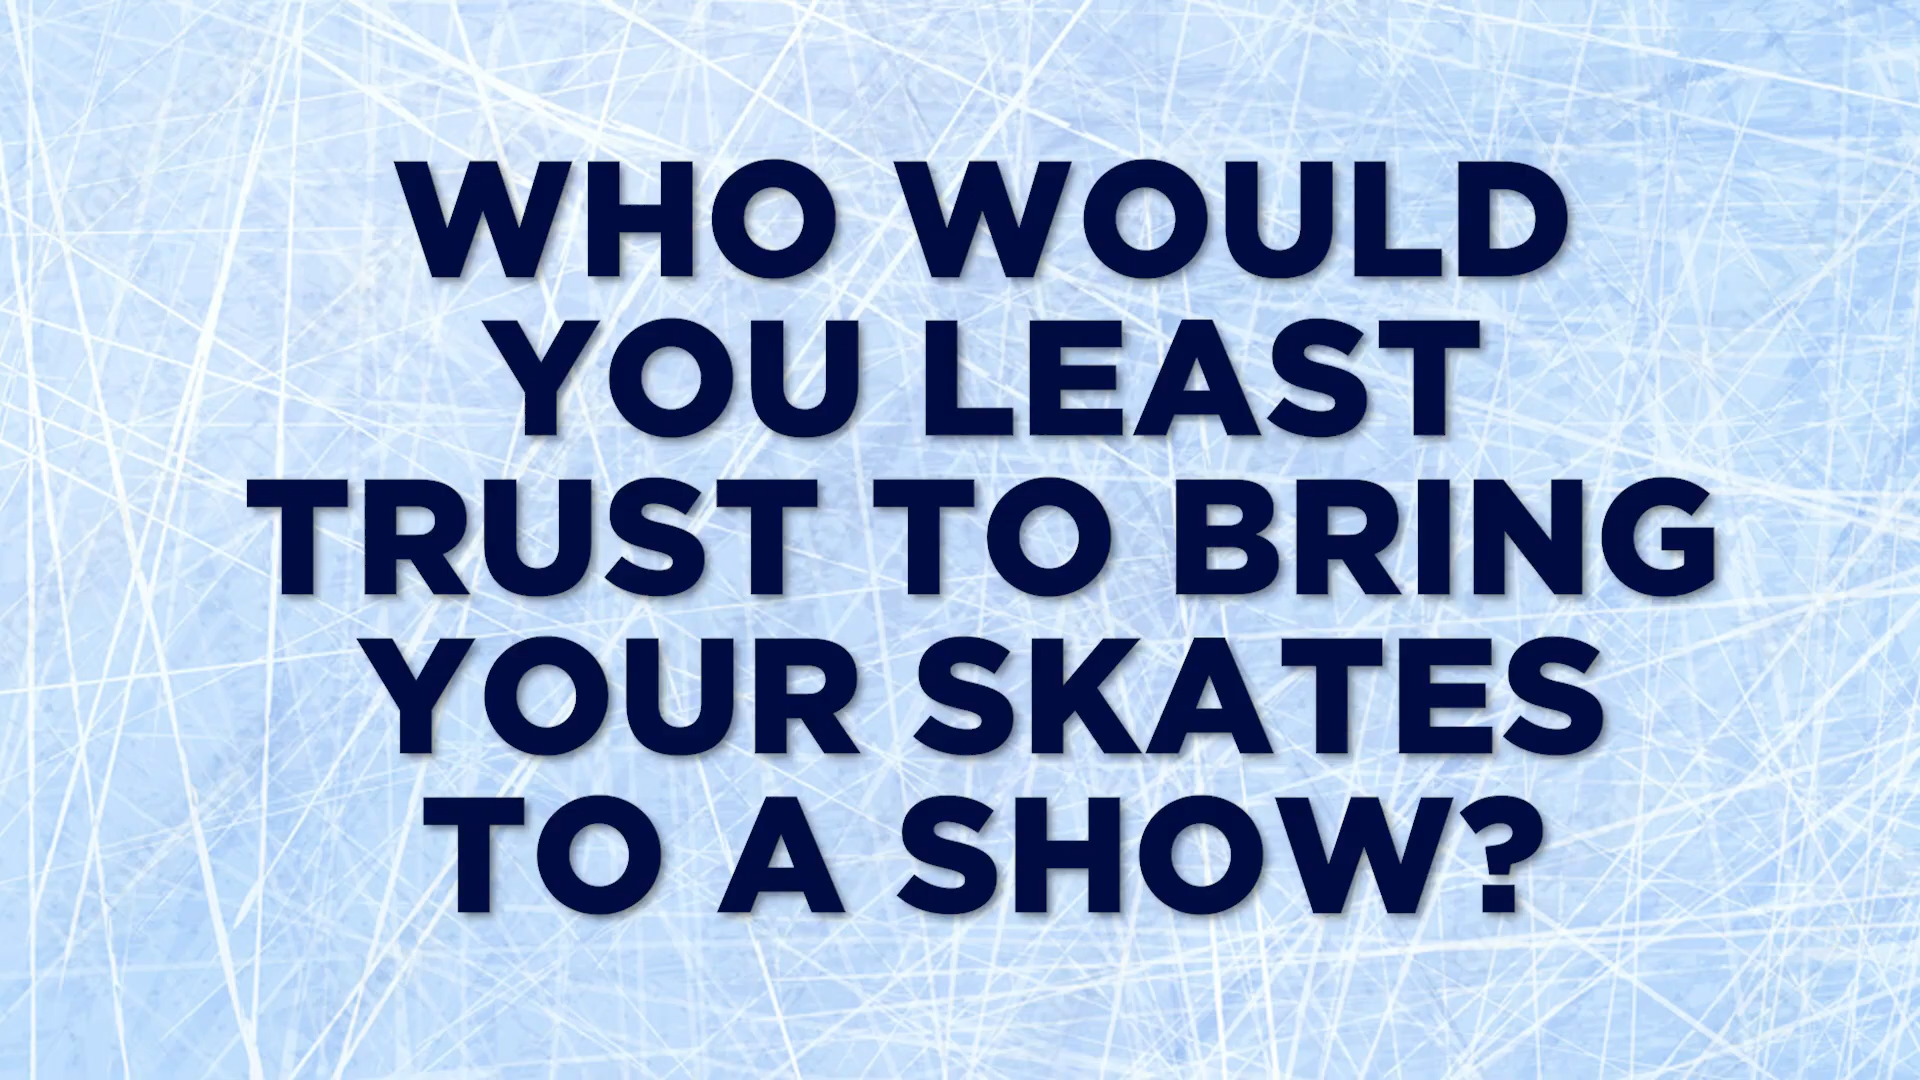 WHO WOULD
YOU LEAST
TRUST TO BRING
YOUR SKATES
TO A SHOW?